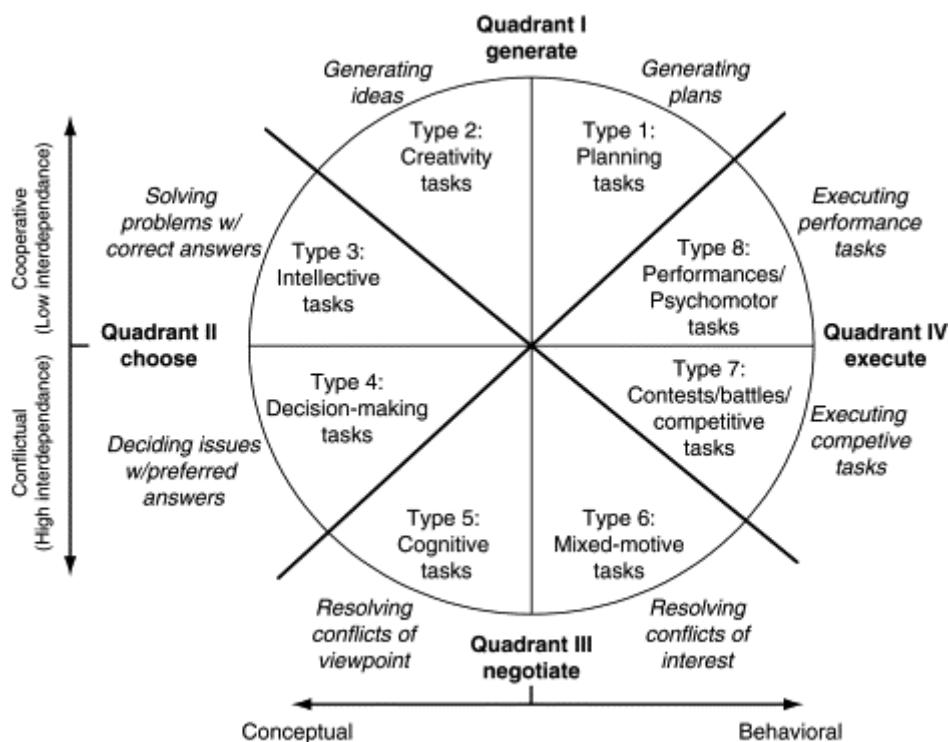 Quadrant I
generate
Generating
ideas
Generating
plans
Type 2:
Creativity
tasks
Type 1:
Planning
tasks
Cooperative
(Low interdependance)
Solving
problems w/
correct answers
Executing
performance
tasks
Type 3:
Intellective
tasks
Type 8:
Performances/
Psychomotor
tasks
Quadrant II
choose
Quadrant IV
execute
Conflictual
(High interdependance)
Type 4:
Decision-making
tasks
Type 7:
Contests/battles/
competitive
tasks
Deciding issues
w/preferred
answers
Executing
competive
tasks
Type 5:
Cognitive
tasks
Type 6:
Mixed-motive
tasks
Resolving
conflicts of
viewpoint
Quadrant III
negotiate
Resolving
conflicts of
interest
Conceptual
Behavioral